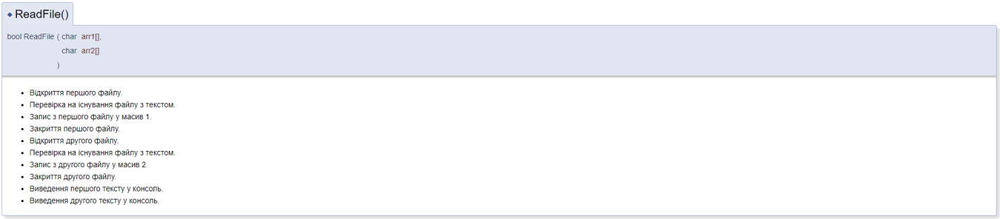 ◆ ReadFile()
bool ReadFile ( char arr1[],
char arr2[]
)
• Відкриття першого файлу.
• Перевірка на існування файлу з текстом.
• Запис з першого файлу у масив 1.
• Закриття першого файлу.
• Відкриття другого файлу.
• Перевірка на існування файлу з текстом.
• Запис з другого файлу у масив 2.
• Закриття другого файлу.
• Виведення першого тексту у консоль.
• Виведення другого тексту у консоль.